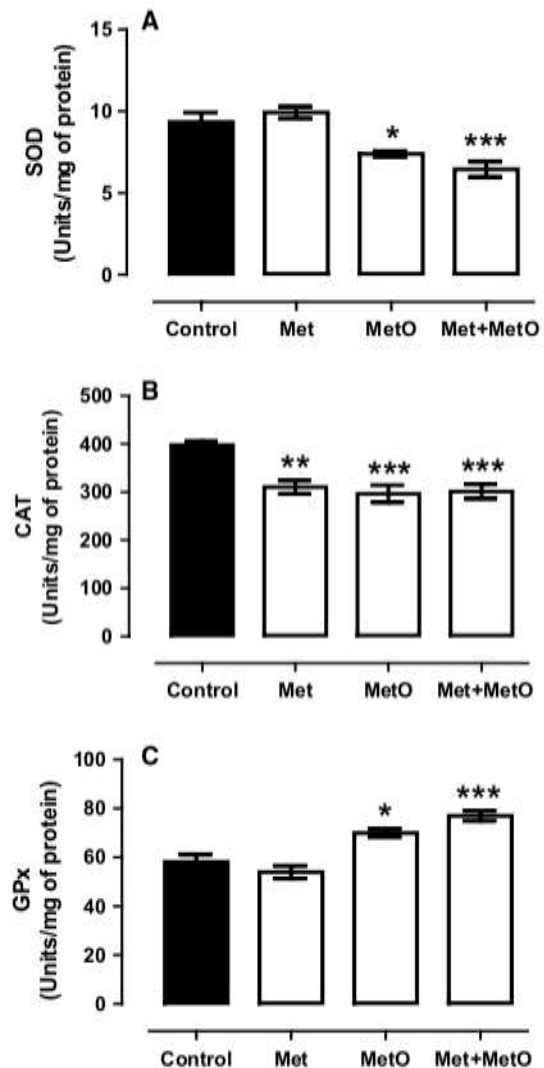 A
SOD
(Units/mg of protein)
15
10
5
0
*
***
Control Met MetO Met+MetO
B
CAT
(Units/mg of protein)
500
400
300
200
100
0
**
***
***
Control Met MetO Met+MetO
C
GPx
(Units/mg of protein)
100
80
60
40
20
0
*
***
Control Met MetO Met+MetO